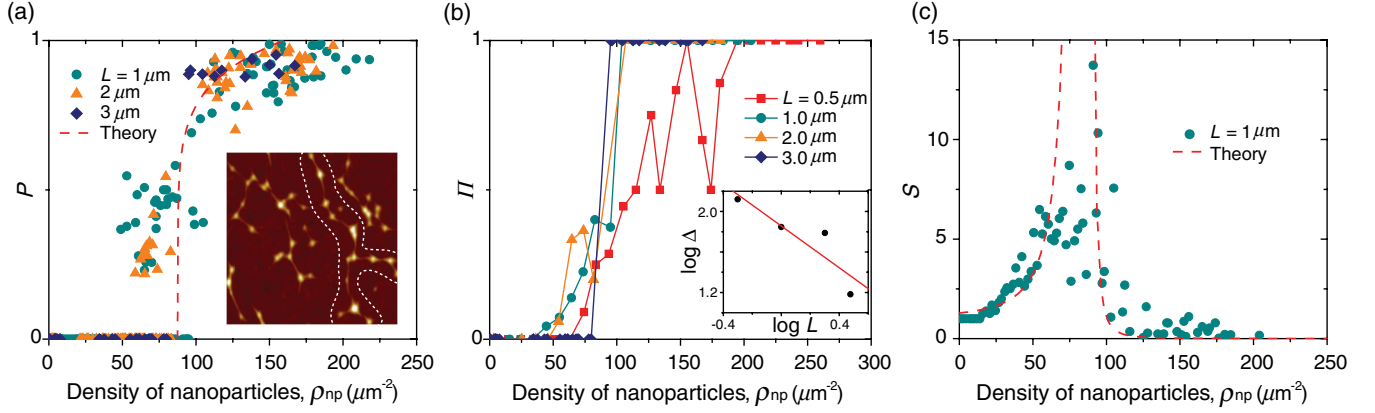 (a)
1
P
0
L = 1 μm
2 μm
3 μm
Theory
0 50 100 150 200 250
Density of nanoparticles, ρnp (μm-2)
(b)
1
Π
0
L = 0.5 μm
1.0 μm
2.0 μm
3.0 μm
2.0
log Δ
1.2
-0.4 log L 0.4
0 50 100 150 200 250 300
Density of nanoparticles, ρnp (μm-2)
(c)
15
10
S
5
0
L = 1 μm
Theory
0 50 100 150 200 250
Density of nanoparticles, ρnp (μm-2)